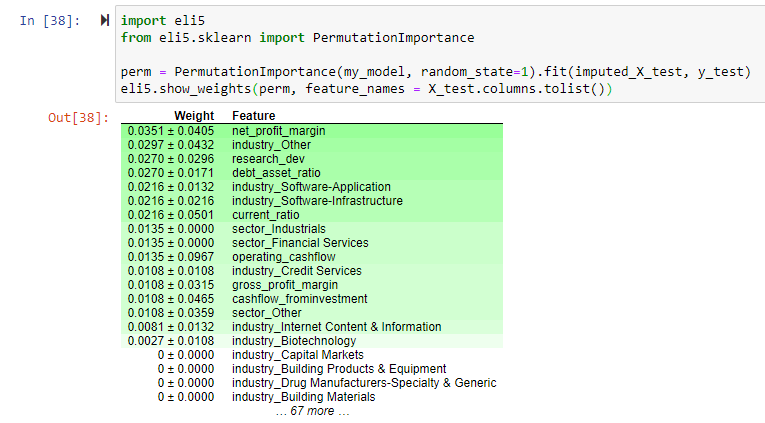 In [38]:
import eli5
from eli5.sklearn import PermutationImportance
perm = PermutationImportance(my_model, random_state=1).fit(imputed_X_test, y_test)
eli5.show_weights(perm, feature_names = X_test.columns.tolist())
Out[38]:
Weight Feature
0.0351 ± 0.0405 net_profit_margin
0.0297 ± 0.0432 industry_Other
0.0270 ± 0.0296 research_dev
0.0270 ± 0.0171 debt_asset_ratio
0.0216 ± 0.0132 industry_Software-Application
0.0216 ± 0.0216 industry_Software-Infrastructure
0.0216 ± 0.0501 current_ratio
0.0135 ± 0.0000 sector_Industrials
0.0135 ± 0.0000 sector_Financial Services
0.0135 ± 0.0967 operating_cashflow
0.0108 ± 0.0108 industry_Credit Services
0.0108 ± 0.0315 gross_profit_margin
0.0108 ± 0.0465 cashflow_frominvestment
0.0108 ± 0.0359 sector_Other
0.0081 ± 0.0132 industry_Internet Content & Information
0.0027 ± 0.0108 industry_Biotechnology
0 ± 0.0000 industry_Capital Markets
0 ± 0.0000 industry_Building Products & Equipment
0 ± 0.0000 industry_Drug Manufacturers-Specialty & Generic
0 ± 0.0000 industry_Building Materials
… 67 more …